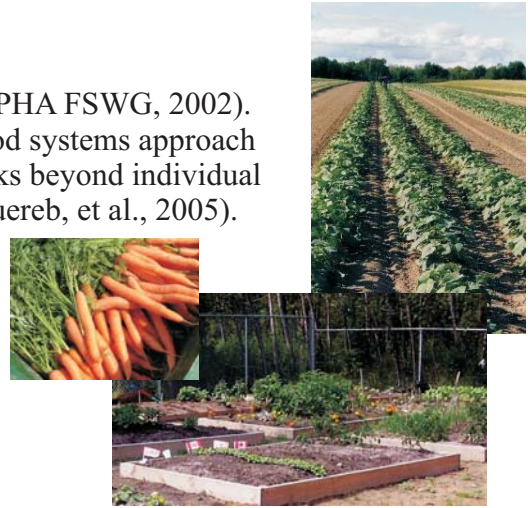 PHA FSWG, 2002).
od systems approach
ks beyond individual
uereb, et al., 2005).